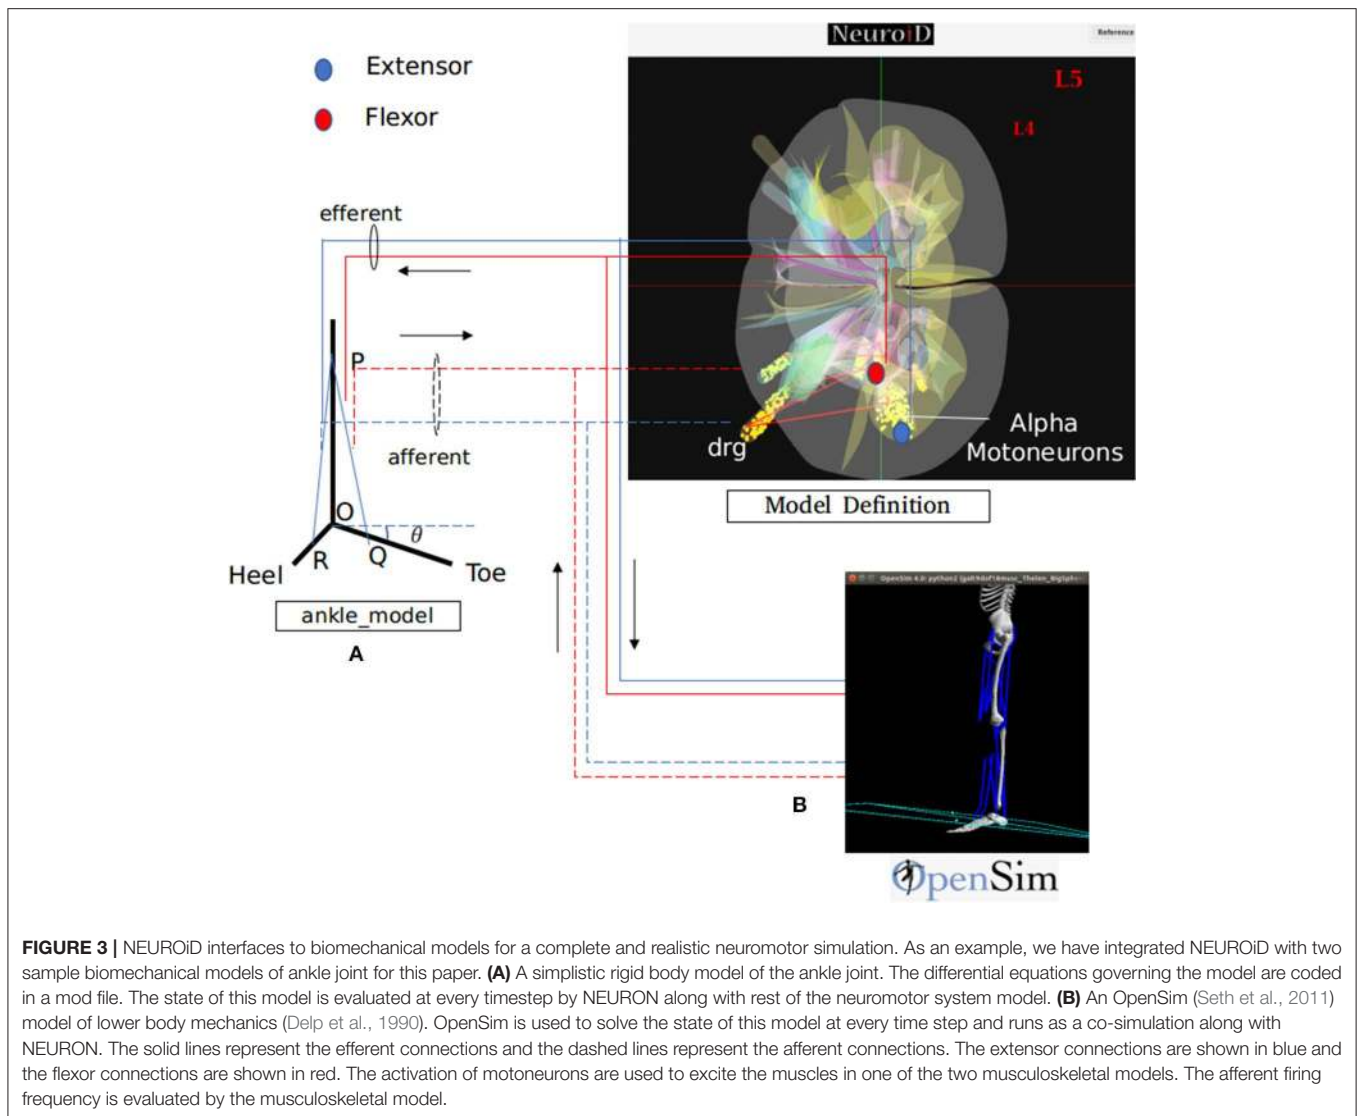 NeuroiD
Reference
Extensor
Flexor
L5
L4
efferent
P
afferent
drg
Alpha
Motoneurons
Model Definition
O
θ
R
Q
Heel
Toe
ankle_model
A
B
OpenSim
FIGURE 3 | NEUROiD interfaces to biomechanical models for a complete and realistic neuromotor simulation. As an example, we have integrated NEUROiD with two
sample biomechanical models of ankle joint for this paper. (A) A simplistic rigid body model of the ankle joint. The differential equations governing the model are coded
in a mod file. The state of this model is evaluated at every timestep by NEURON along with rest of the neuromotor system model. (B) An OpenSim (Seth et al., 2011)
model of lower body mechanics (Delp et al., 1990). OpenSim is used to solve the state of this model at every time step and runs as a co-simulation along with
NEURON. The solid lines represent the efferent connections and the dashed lines represent the afferent connections. The extensor connections are shown in blue and
the flexor connections are shown in red. The activation of motoneurons are used to excite the muscles in one of the two musculoskeletal models. The afferent firing
frequency is evaluated by the musculoskeletal model.